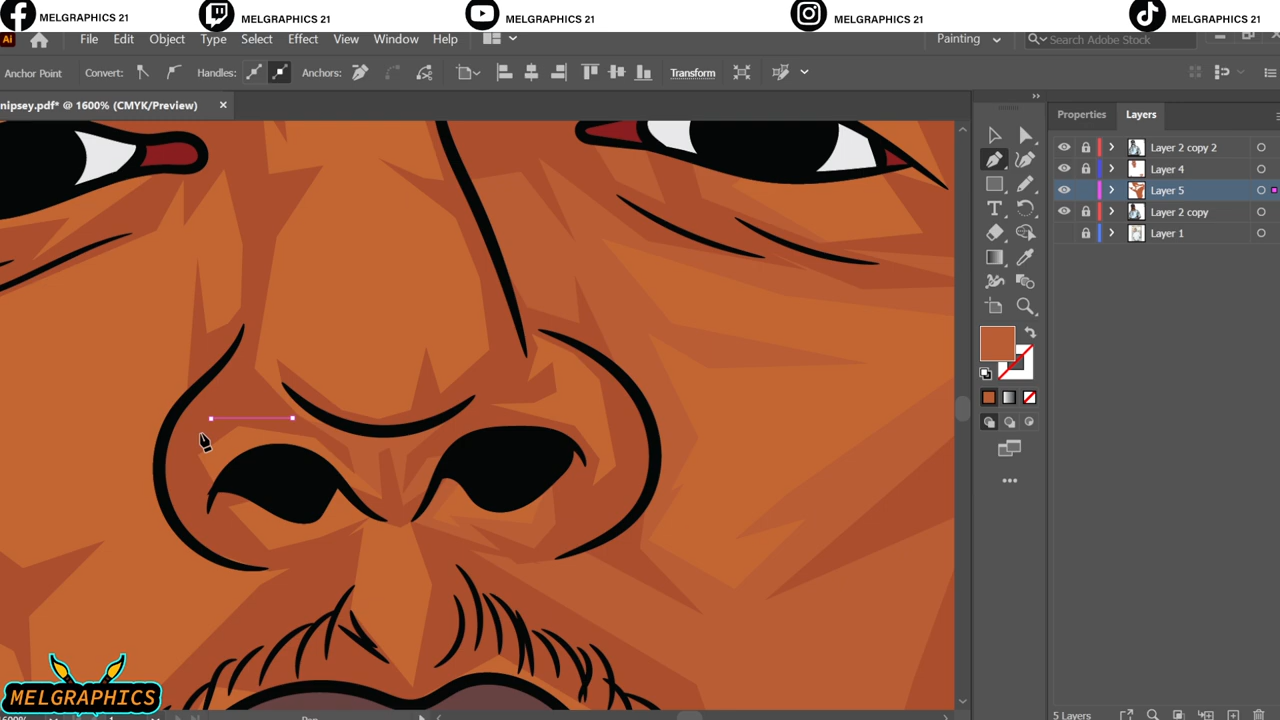 MELGRAPHICS 21
MELGRAPHICS 21
MELGRAPHICS 21
MELGRAPHICS 21
MELGRAPHICS 21
Ai
File Edit Object Type Select Effect View Window Help
Painting
Search Adobe Stock
Anchor Point
Convert:
Handles:
Anchors:
Transform
nipsey.pdf* @ 1600% (CMYK/Preview)
Properties
Layers
Layer 2 copy 2
Layer 4
Layer 5
Layer 2 copy
Layer 1
MELGRAPHICS
Pen
5 Layers